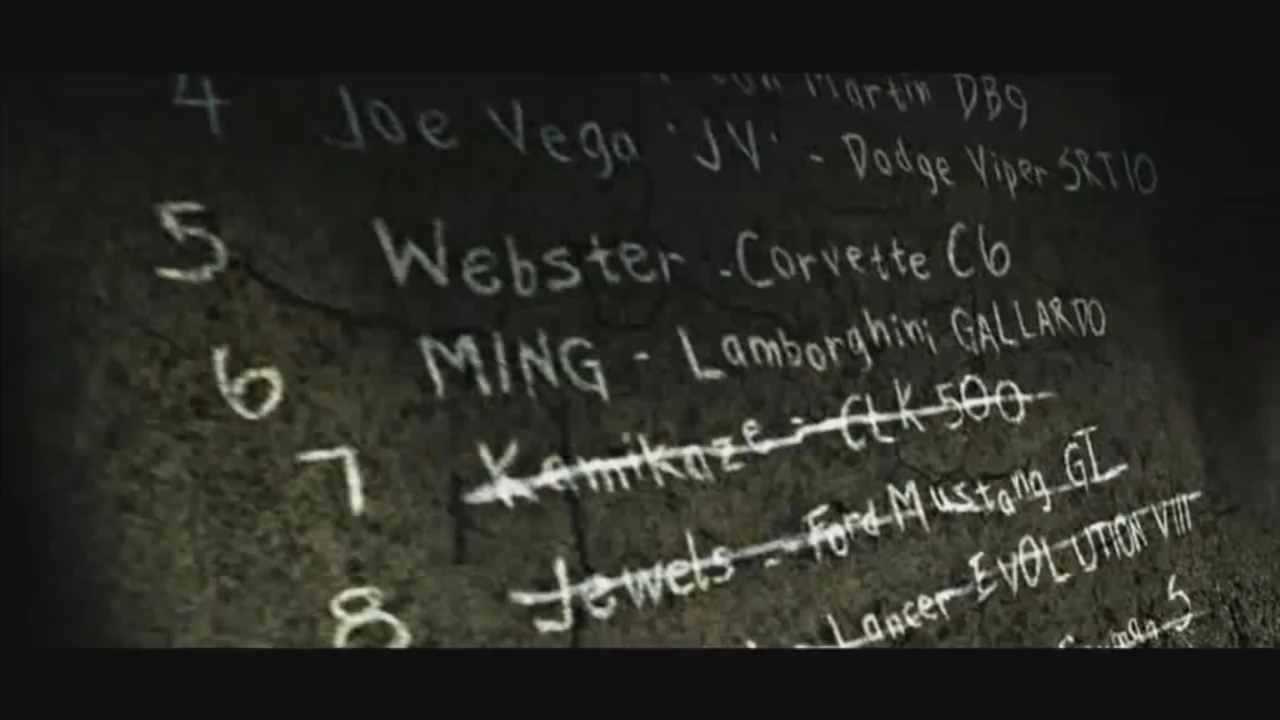 Martin DB9
4 Joe Vega 'JV' - Dodge Viper SRT10
5 Webster - Corvette C6
6 MING - Lamborghini GALLARDO
7 Kamikaze - CLK 500
8 Jewels - Ford Mustang GT
Lancer EVOLUTION VIII